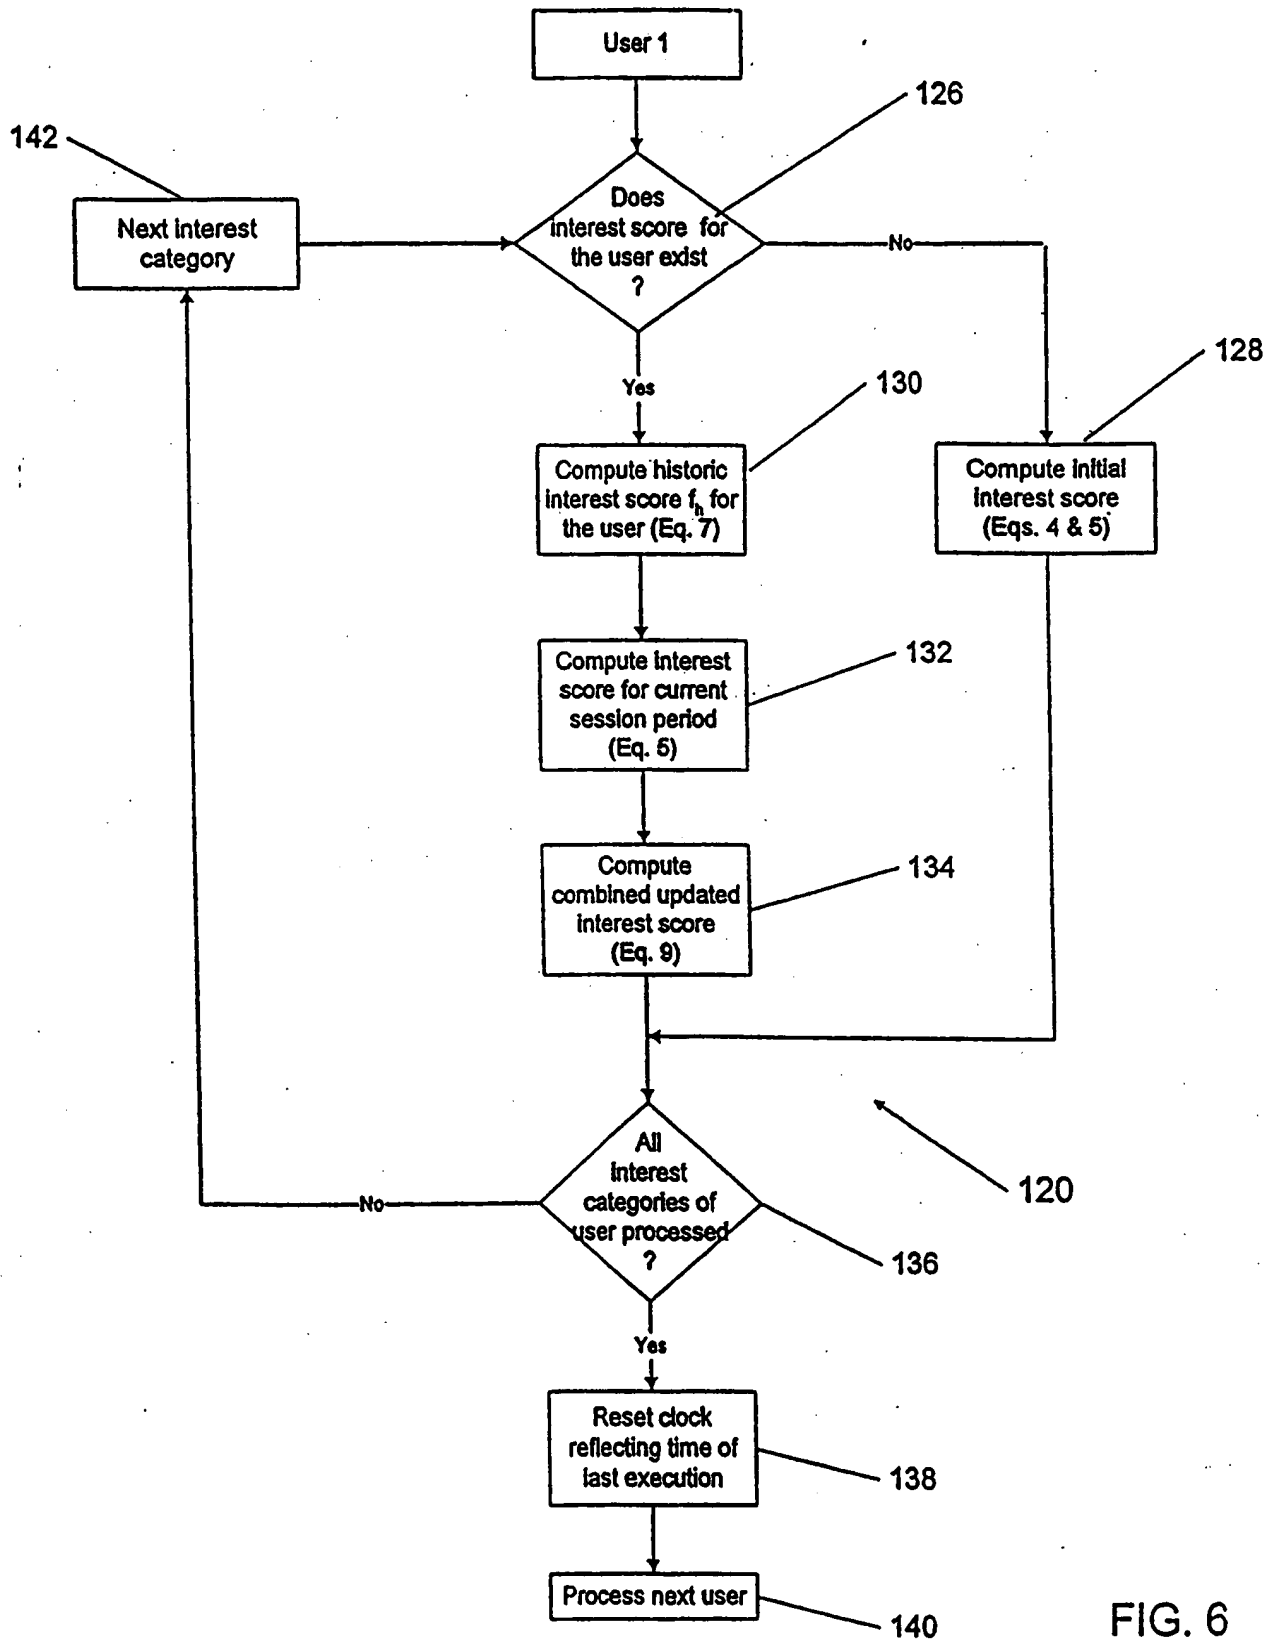 User 1
126
142
Does
interest score for
the user exist
?
Next interest
category
No
128
Yes
130
Compute historic
interest score fh for
the user (Eq. 7)
Compute initial
interest score
(Eqs. 4 & 5)
132
Compute interest
score for current
session period
(Eq. 5)
134
Compute
combined updated
interest score
(Eq. 9)
120
All
interest
categories of
user processed
?
No
136
Yes
Reset clock
reflecting time of
last execution
138
Process next user
140
FIG. 6